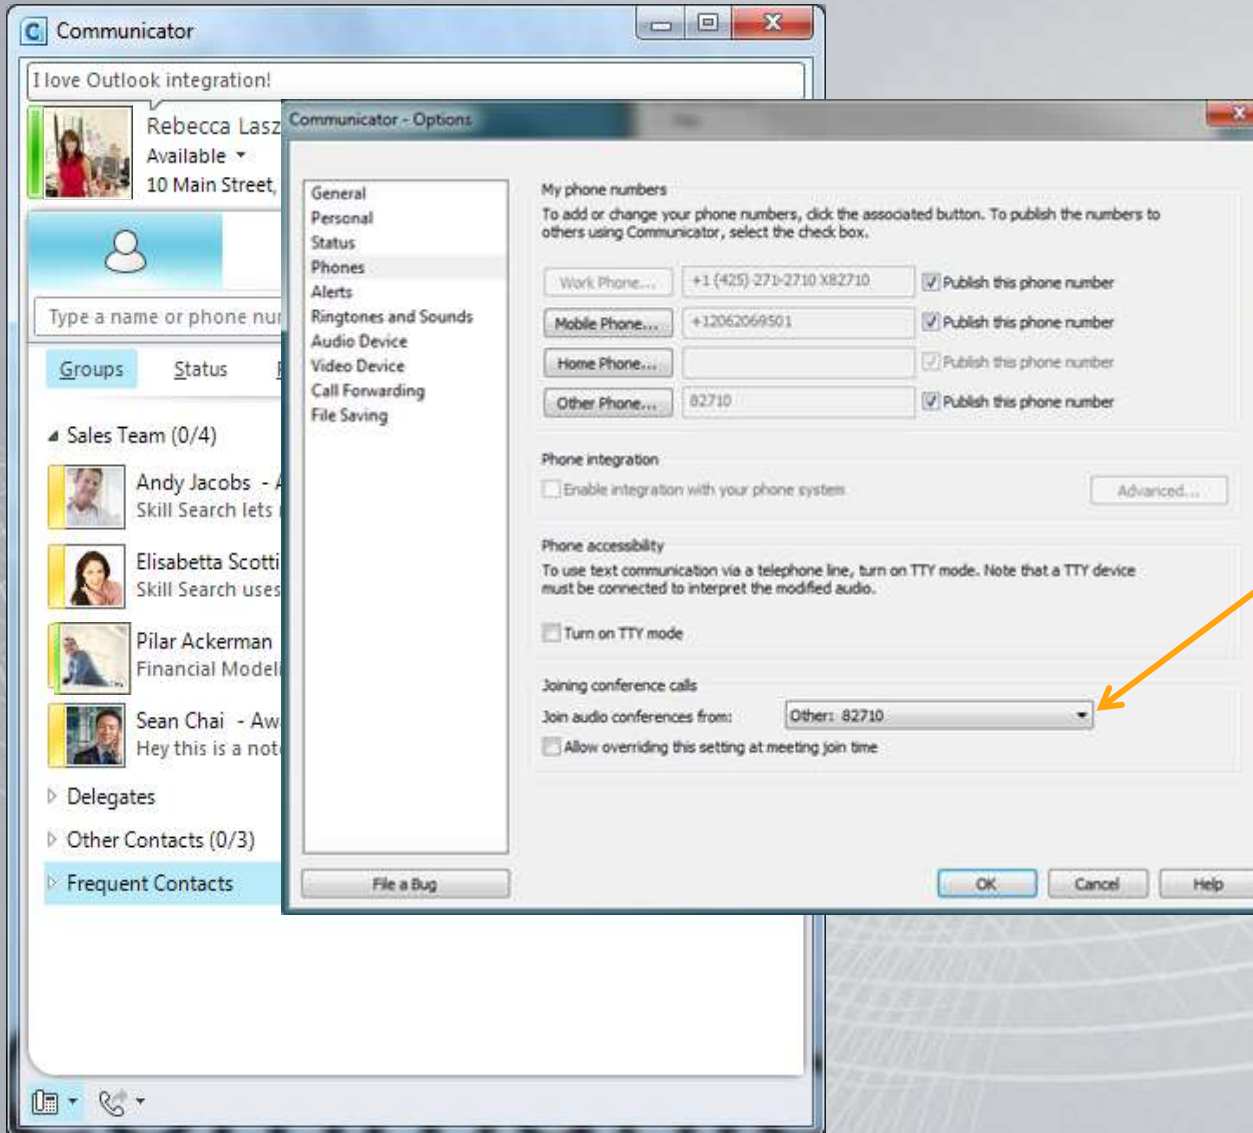 Communicator
I love Outlook integration!
Rebecca Lasz
Available
10 Main Street,
Type a name or phone nur
Groups Status
Sales Team (0/4)
Andy Jacobs - A
Skill Search lets
Elisabetta Scotti
Skill Search uses
Pilar Ackerman
Financial Modeli
Sean Chai - Awa
Hey this is a note
Delegates
Other Contacts (0/3)
Frequent Contacts
Communicator - Options
General
Personal
Status
Phones
Alerts
Ringtones and Sounds
Audio Device
Video Device
Call Forwarding
File Saving
File a Bug
My phone numbers
To add or change your phone numbers, click the associated button. To publish the numbers to
others using Communicator, select the check box.
Work Phone... +1 (425)-271-2710 X82710 Publish this phone number
Mobile Phone... +12062069501 Publish this phone number
Home Phone... Publish this phone number
Other Phone... 82710 Publish this phone number
Phone integration
Enable integration with your phone system Advanced...
Phone accessibility
To use text communication via a telephone line, turn on TTY mode. Note that a TTY device
must be connected to interpret the modified audio.
Turn on TTY mode
Joining conference calls
Join audio conferences from: Other: 82710
Allow overriding this setting at meeting join time
OK Cancel Help